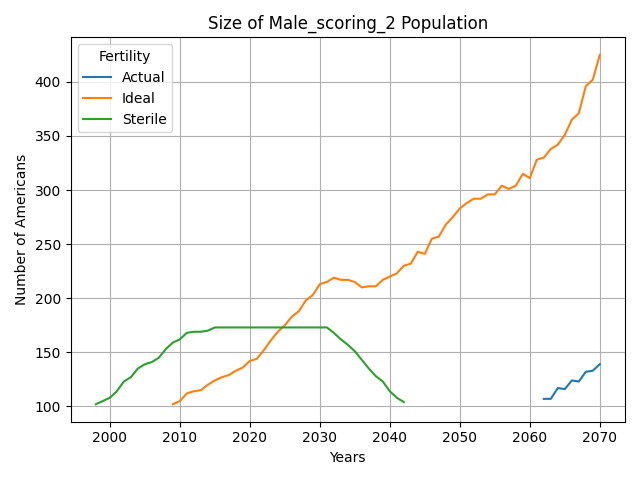 Size of Male_scoring_2 Population
Fertility
Actual
Ideal
Sterile
Number of Americans
400
350
300
250
200
150
100
2000 2010 2020 2030 2040 2050 2060 2070
Years